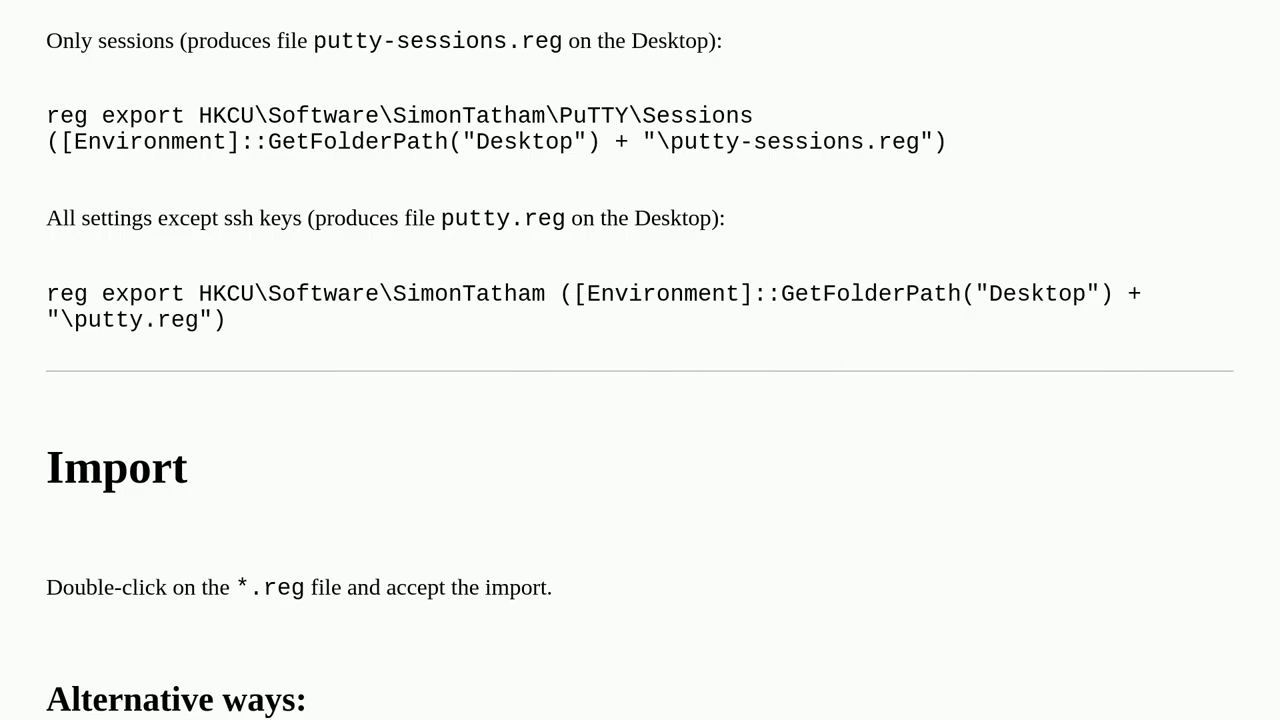 Only sessions (produces file putty-sessions.reg on the Desktop):
reg export HKCU\Software\SimonTatham\PuTTY\Sessions
([Environment]::GetFolderPath("Desktop") + "\putty-sessions.reg")
All settings except ssh keys (produces file putty.reg on the Desktop):
reg export HKCU\Software\SimonTatham ([Environment]::GetFolderPath("Desktop") +
"\putty.reg")
Import
Double-click on the *.reg file and accept the import.
Alternative ways: